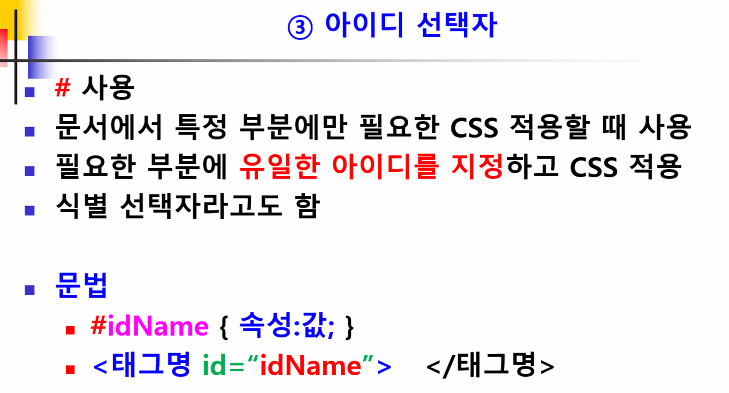 ③ 아이디 선택자
# 사용
문서에서 특정 부분에만 필요한 CSS 적용할 때 사용
필요한 부분에 유일한 아이디를 지정하고 CSS 적용
식별 선택자라고도 함
문법
#idName { 속성:값; }
<태그명 id=“idName”> </태그명>